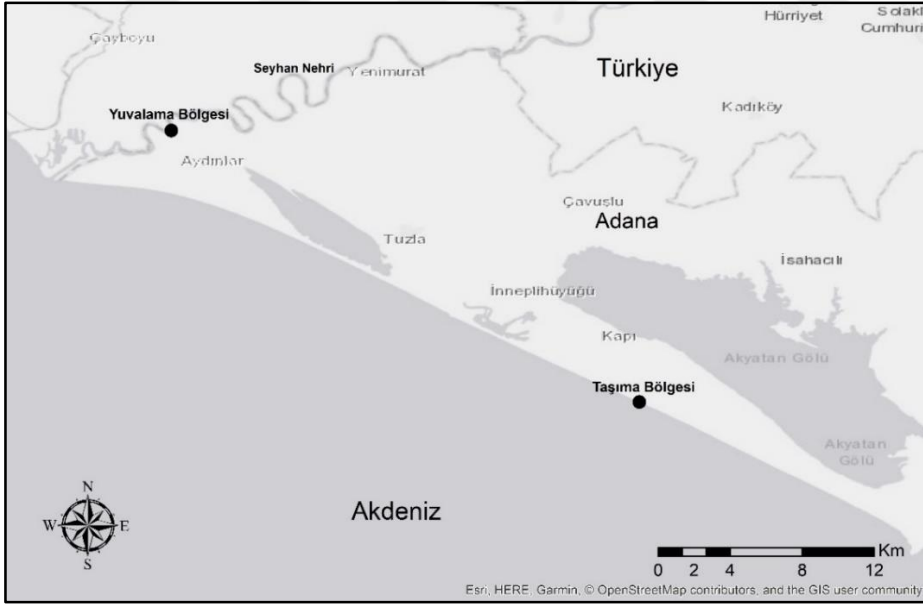 Hürriyet
Solaklı
Cumhuri
Çayboyu
Seyhan Nehri
Yenimurat
Türkiye
Kadıköy
Yuvalama Bölgesi
Aydınlar
Çavuşlu
Adana
Tuzla
İsahacılı
İnneplihüyüğü
Kapı
Akyatan Gölü
Taşıma Bölgesi
Akyatan
Gölü
N
W E
S
Akdeniz
Km
0 2 4 8 12
Esri, HERE, Garmin, © OpenStreetMap contributors, and the GIS user community